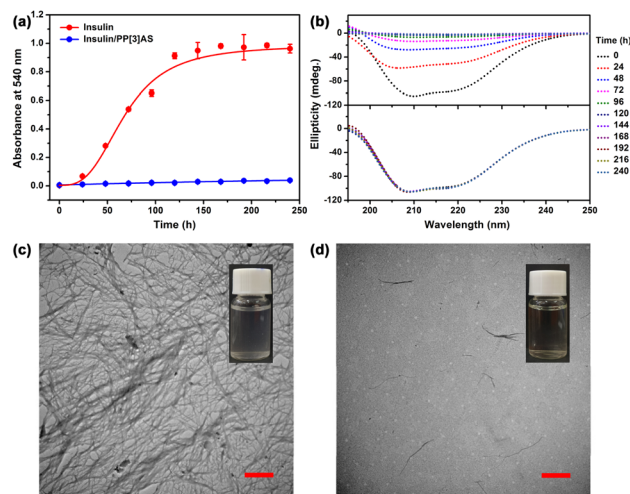 (a)
Insulin
Insulin/PP[3]AS
Absorbance at 540 nm
1.0
0.8
0.6
0.4
0.2
0.0
0 50 100 150 200 250
Time (h)
(b)
Ellipticity (mdeg.)
0
-40
-80
-120
0
-40
-80
-120
200 210 220 230 240 250
Wavelength (nm)
Time (h)
0
24
48
72
96
120
144
168
192
216
240
(c)
(d)